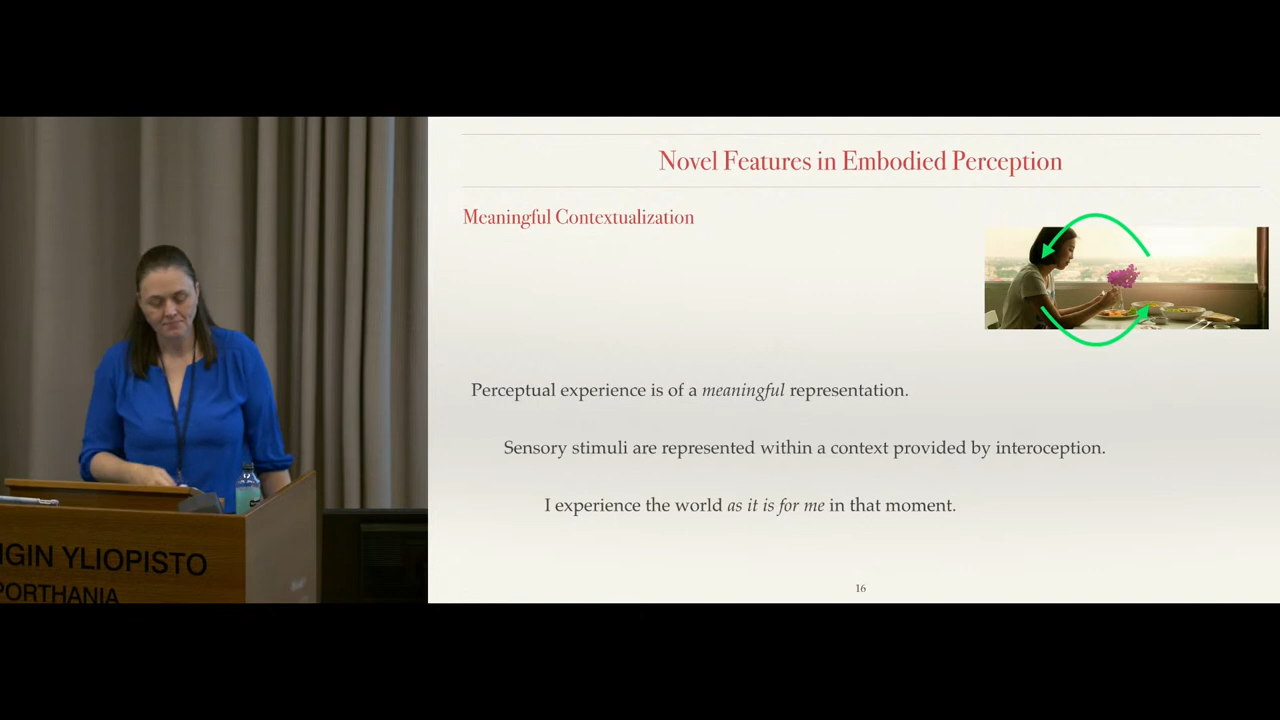 Novel Features in Embodied Perception
Meaningful Contextualization
Perceptual experience is of a meaningful representation.
Sensory stimuli are represented within a context provided by interoception.
I experience the world as it is for me in that moment.
16
IGIN YLIOPISTO
PORTHANIA